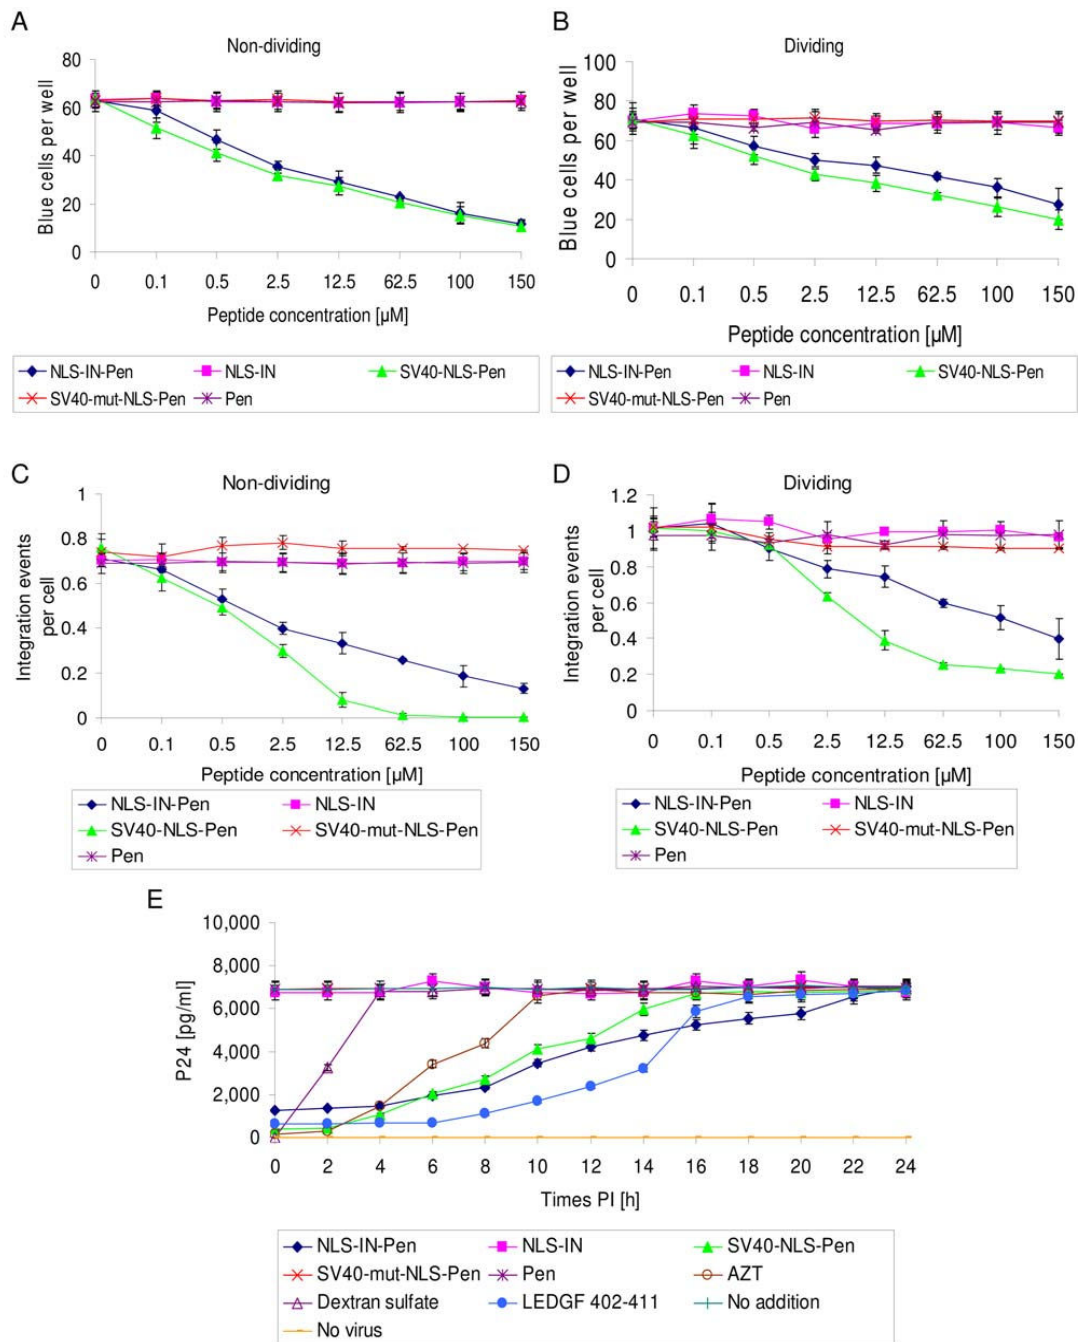 A
Non-dividing
Blue cells per well
80
60
40
20
0
0 0.1 0.5 2.5 12.5 62.5 100 150
Peptide concentration [µM]
NLS-IN-Pen NLS-IN SV40-NLS-Pen
SV40-mut-NLS-Pen Pen
B
Dividing
Blue cells per well
100
80
60
40
20
0
0 0.1 0.5 2.5 12.5 62.5 100 150
Peptide concentration [µM]
NLS-IN-Pen NLS-IN SV40-NLS-Pen
SV40-mut-NLS-Pen Pen
C
Non-dividing
Integration events
per cell
1
0.8
0.6
0.4
0.2
0
0 0.1 0.5 2.5 12.5 62.5 100 150
Peptide concentration [µM]
NLS-IN-Pen NLS-IN
SV40-NLS-Pen SV40-mut-NLS-Pen
Pen
D
Dividing
Integration events
per cell
1.2
1
0.8
0.6
0.4
0.2
0
0 0.1 0.5 2.5 12.5 62.5 100 150
Peptide concentration [µM]
NLS-IN-Pen NLS-IN
SV40-NLS-Pen SV40-mut-NLS-Pen
Pen
E
P24 [pg/ml]
10,000
8,000
6,000
4,000
2,000
0
0 2 4 6 8 10 12 14 16 18 20 22 24
Times PI [h]
NLS-IN-Pen NLS-IN SV40-NLS-Pen
SV40-mut-NLS-Pen Pen AZT
Dextran sulfate LEDGF 402-411 No addition
No virus